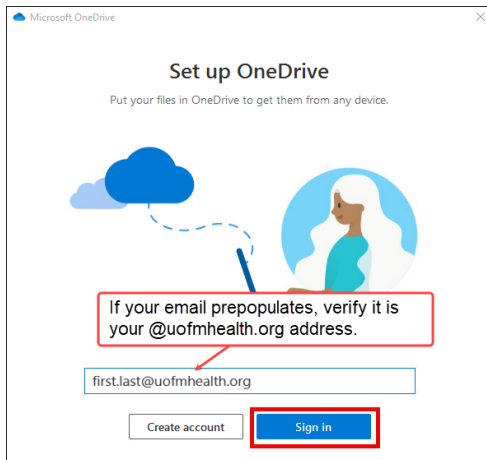 Microsoft OneDrive
Set up OneDrive
Put your files in OneDrive to get them from any device.
If your email prepopulates, verify it is
your @uofmhealth.org address.
first.last@uofmhealth.org
Create account
Sign in